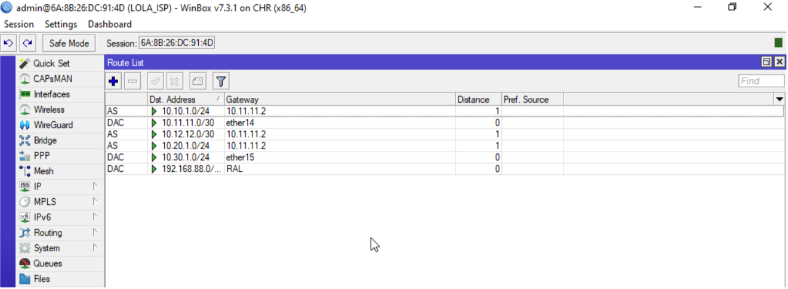 admin@6A:8B:26:DC:91:4D (LOLA_ISP) - WinBox v7.3.1 on CHR (x86_64)
Session Settings Dashboard
Safe Mode Session: 6A:8B:26:DC:91:4D
Quick Set
CAPsMAN
Interfaces
Wireless
WireGuard
Bridge
PPP
Mesh
IP
MPLS
IPv6
Routing
System
Queues
Files
Route List
Find
Dst. Address Gateway Distance Pref. Source
AS 10.10.1.0/24 10.11.11.2 1
DAC 10.11.11.0/30 ether14 0
AS 10.12.12.0/30 10.11.11.2 1
AS 10.20.1.0/24 10.11.11.2 1
DAC 10.30.1.0/24 ether15 0
DAC 192.168.88.0/... RAL 0